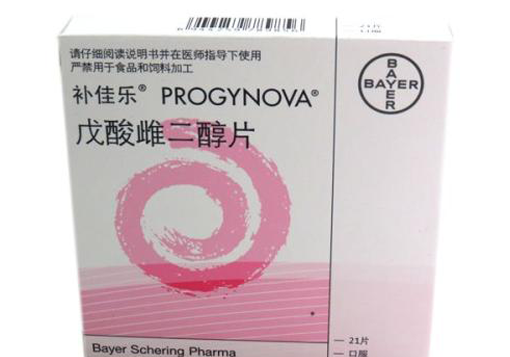 请仔细阅读说明书并在医师指导下使用
严禁用于食品和饲料加工
补佳乐® PROGYNOVA®
戊酸雌二醇片
BAYER
BAYER
Bayer Schering Pharma
21片
口服